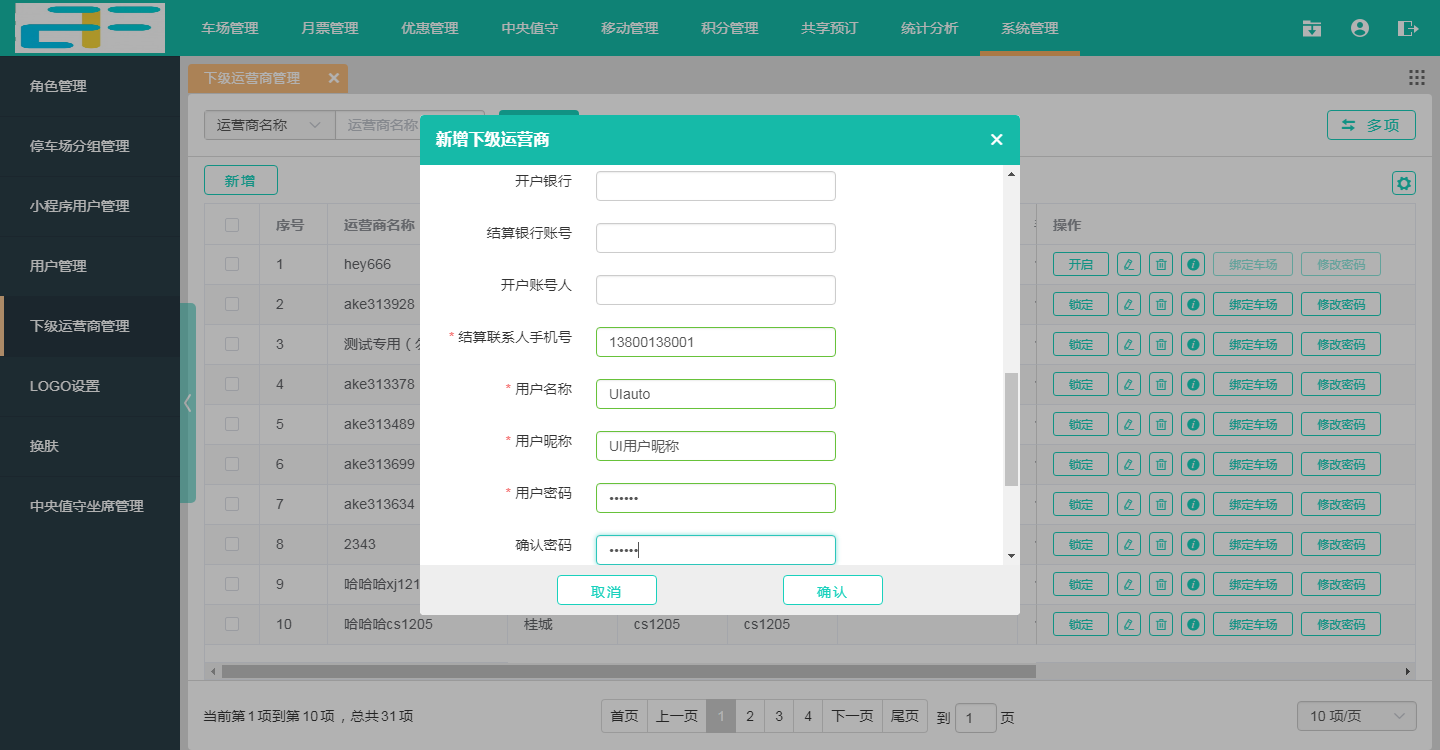 车场管理 月票管理 优惠管理 中央值守 移动管理 积分管理 共享预订 统计分析 系统管理
角色管理
停车场分组管理
小程序用户管理
用户管理
下级运营商管理
LOGO设置
换肤
中央值守坐席管理
下级运营商管理
运营商名称 运营商名称 多项
新增
序号 运营商名称 操作
1 hey666 开启 绑定车场 修改密码
2 ake313928 锁定 绑定车场 修改密码
3 测试专用（ 锁定 绑定车场 修改密码
4 ake313378 锁定 绑定车场 修改密码
5 ake313489 锁定 绑定车场 修改密码
6 ake313699 锁定 绑定车场 修改密码
7 ake313634 锁定 绑定车场 修改密码
8 2343 锁定 绑定车场 修改密码
9 哈哈哈xj121 锁定 绑定车场 修改密码
10 哈哈哈cs1205 桂城 cs1205 cs1205 锁定 绑定车场 修改密码
新增下级运营商
开户银行
结算银行账号
开户账号人
* 结算联系人手机号 13800138001
* 用户名称 UIauto
* 用户昵称 UI用户昵称
* 用户密码 ••••••
确认密码 ••••••
取消 确认
当前第1项到第10项，总共31项 首页 上一页 1 2 3 4 下一页 尾页 到 1 页 10 项/页